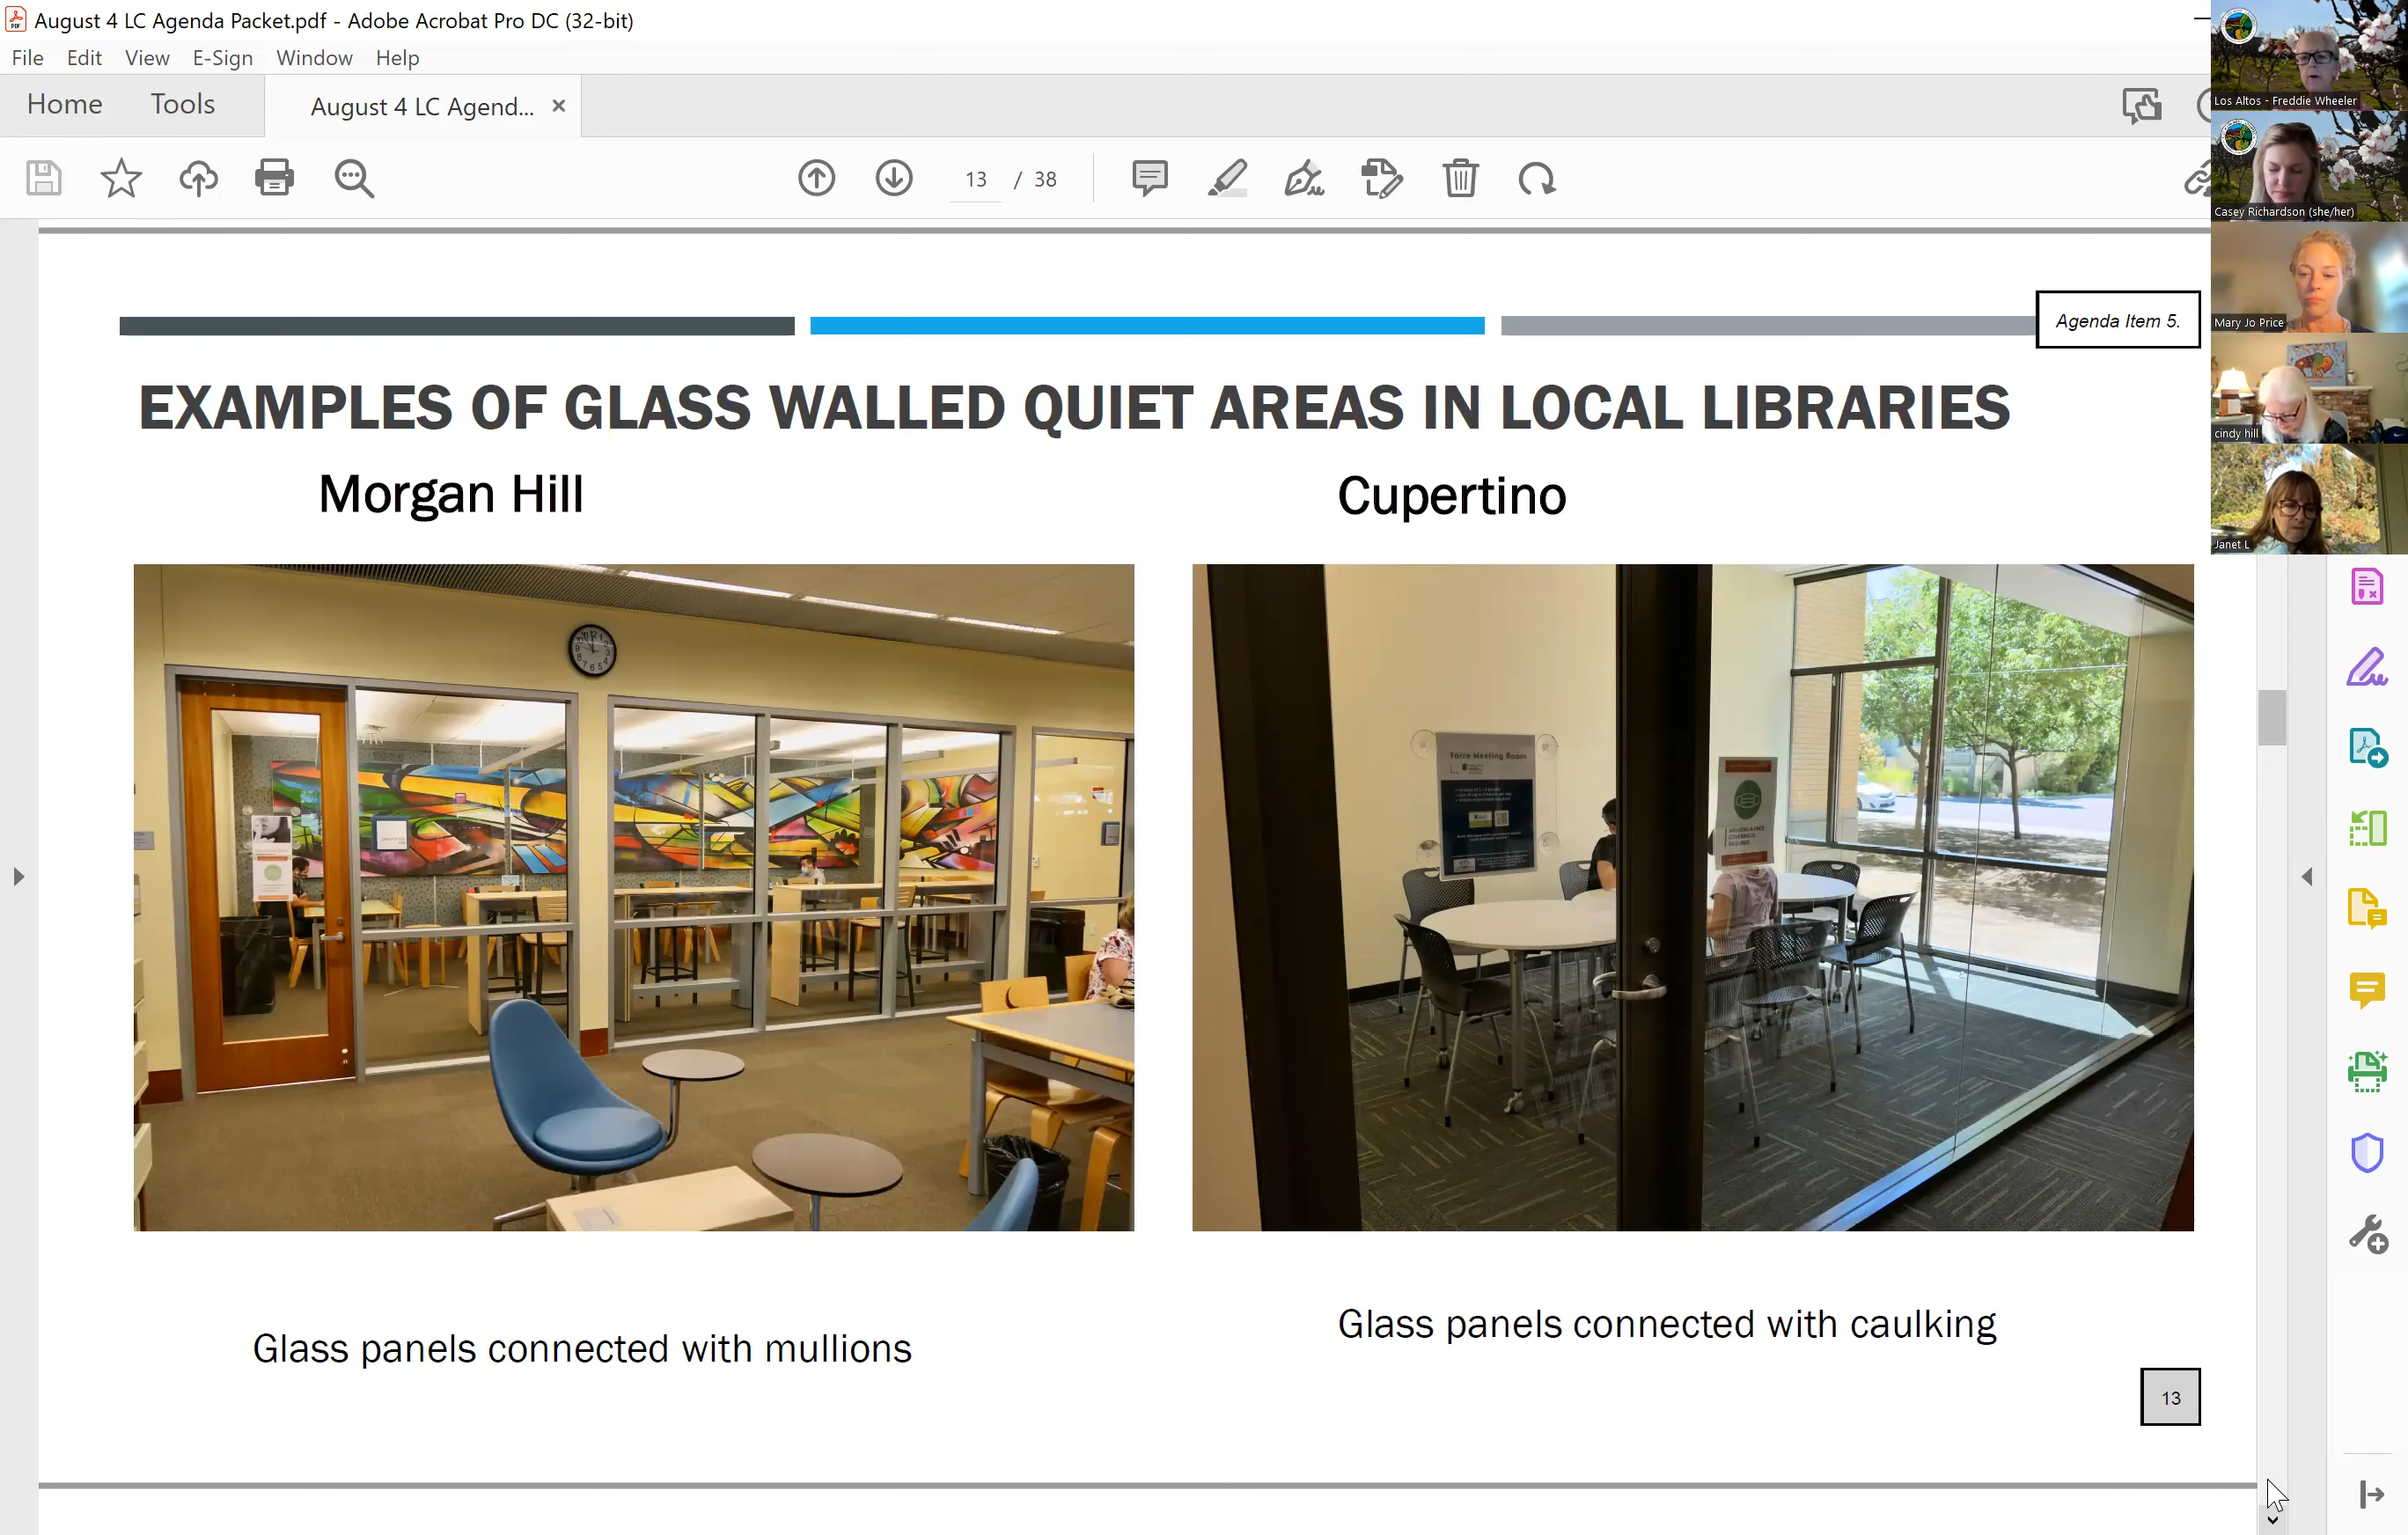 August 4 LC Agenda Packet.pdf - Adobe Acrobat Pro DC (32-bit)
File Edit View E-Sign Window Help
Home Tools August 4 LC Agend... ×
13 / 38
Los Altos - Freddie Wheeler
Casey Richardson (she/her)
Mary Jo Price
cindy hill
Janet L
Agenda Item 5.
EXAMPLES OF GLASS WALLED QUIET AREAS IN LOCAL LIBRARIES
Morgan Hill
Cupertino
Torre Meeting Room
Glass panels connected with mullions
Glass panels connected with caulking
13